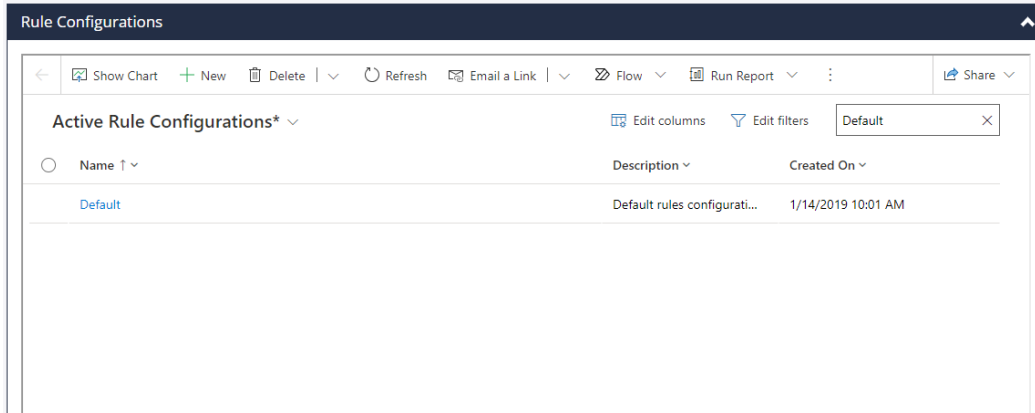 Rule Configurations
Show Chart New Delete Refresh Email a Link Flow Run Report Share
Active Rule Configurations* Edit columns Edit filters Default
Name ↑ Description Created On
Default Default rules configurati... 1/14/2019 10:01 AM